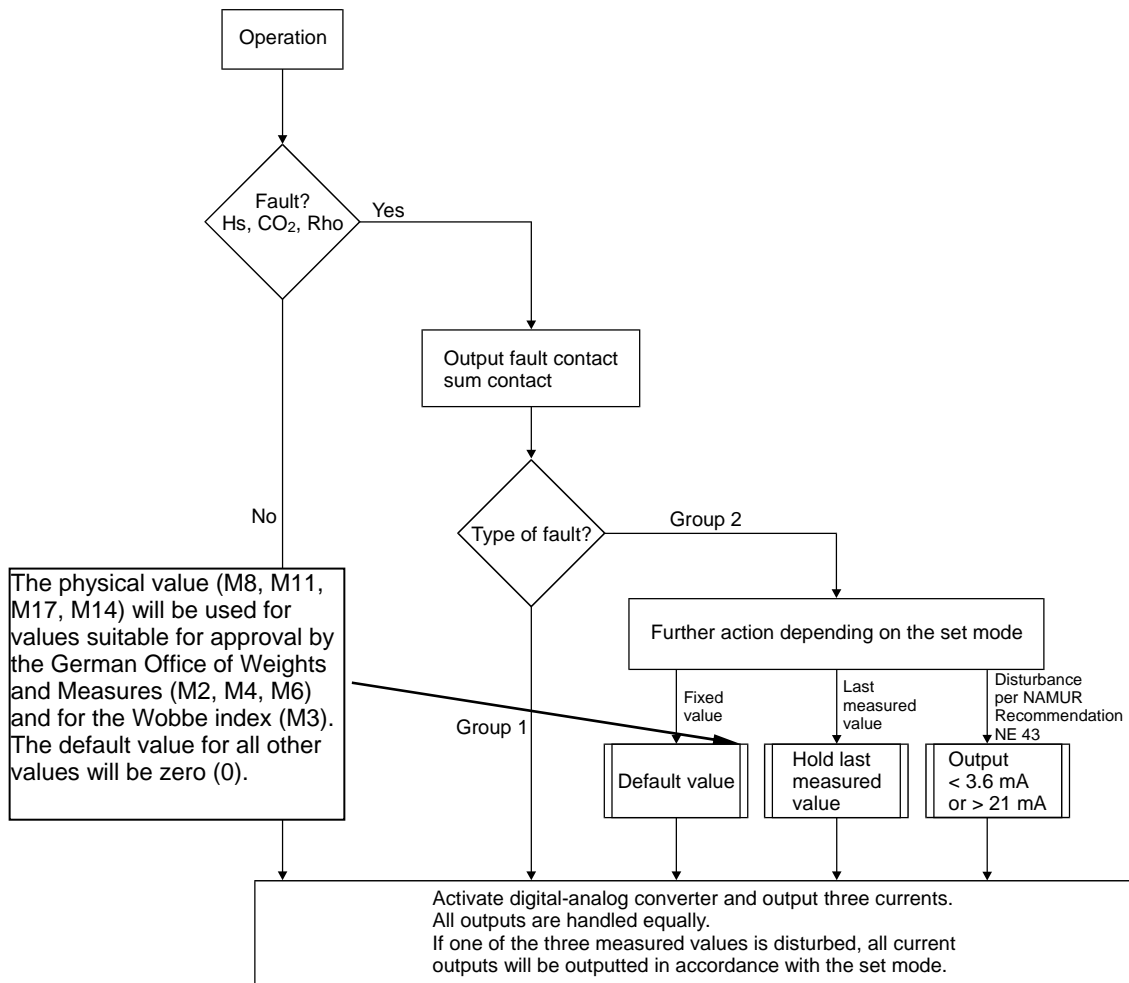 Operation
Fault?
Hs, CO₂, Rho
Yes
Output fault contact
sum contact
No
Type of fault?
Group 2
The physical value (M8, M11,
M17, M14) will be used for
values suitable for approval by
the German Office of Weights
and Measures (M2, M4, M6)
and for the Wobbe index (M3).
The default value for all other
values will be zero (0).
Further action depending on the set mode
Group 1
Fixed
value
Last
measured
value
Disturbance
per NAMUR
Recommendation
NE 43
Default value
Hold last
measured
value
Output
< 3.6 mA
or > 21 mA
Activate digital-analog converter and output three currents.
All outputs are handled equally.
If one of the three measured values is disturbed, all current
outputs will be outputted in accordance with the set mode.